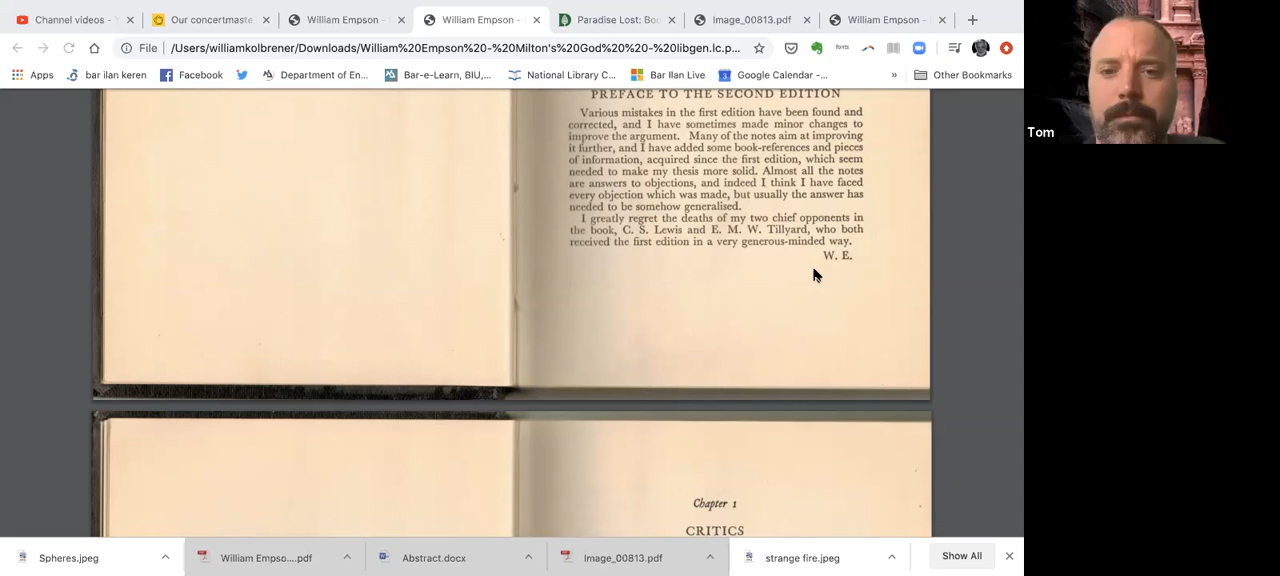 Channel videos - Y
Our concertmaste
William Empson -
William Empson -
Paradise Lost: Boo
Image_00813.pdf
William Empson -
File
/Users/williamkolbrener/Downloads/William%20Empson%20-%20Milton's%20God%20%20-%20libgen.lc.p...
fonts
Apps
bar ilan keren
Facebook
Department of En...
Bar-e-Learn, BIU,...
National Library C...
Bar Ilan Live
Google Calendar -...
»
Other Bookmarks
PREFACE TO THE SECOND EDITION
Various mistakes in the first edition have been found and
corrected, and I have sometimes made minor changes to
improve the argument. Many of the notes aim at improving
it further, and I have added some book-references and pieces
of information, acquired since the first edition, which seem
needed to make my thesis more solid. Almost all the notes
are answers to objections, and indeed I think I have faced
every objection which was made, but usually the answer has
needed to be somehow generalised.
I greatly regret the deaths of my two chief opponents in
the book, C. S. Lewis and E. M. W. Tillyard, who both
received the first edition in a very generous-minded way.
W. E.
Chapter 1
CRITICS
Tom
Spheres.jpeg
William Empso....pdf
Abstract.docx
Image_00813.pdf
strange fire.jpeg
Show All